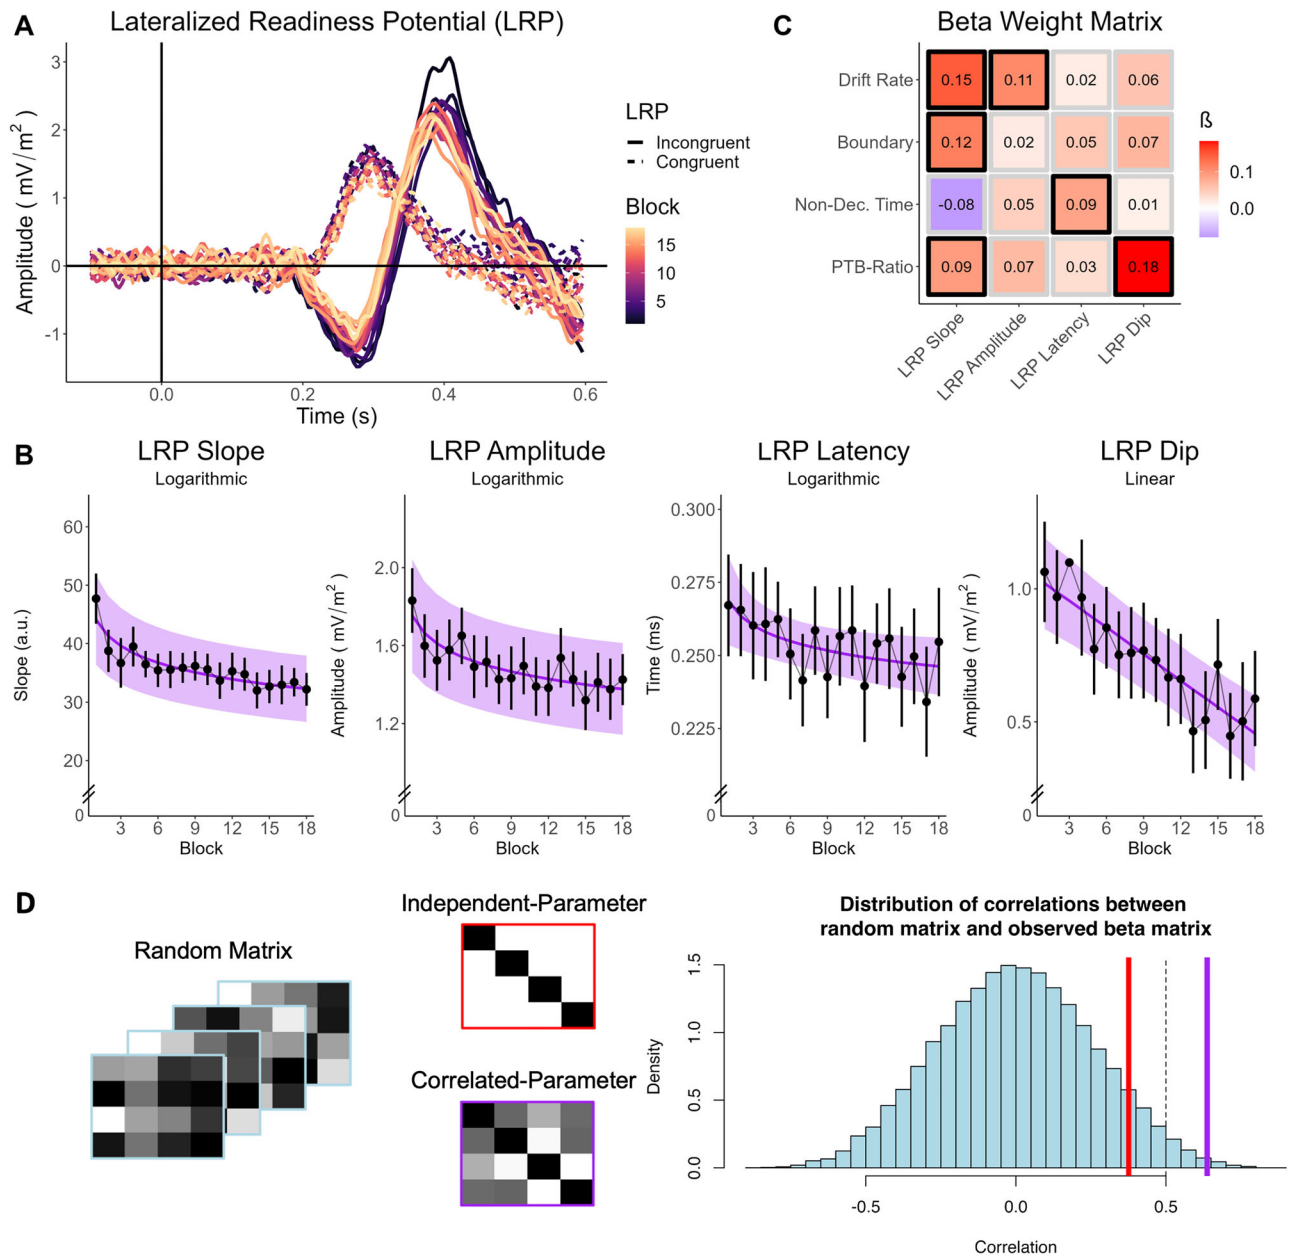 A
Lateralized Readiness Potential (LRP)
Amplitude ( mV/m² )
3
2
1
0
-1
0.0 0.2 0.4 0.6
Time (s)
LRP
Incongruent
Congruent
Block
15
10
5
C
Beta Weight Matrix
Drift Rate 0.15 0.11 0.02 0.06
Boundary 0.12 0.02 0.05 0.07
Non-Dec. Time -0.08 0.05 0.09 0.01
PTB-Ratio 0.09 0.07 0.03 0.18
LRP Slope
LRP Amplitude
LRP Latency
LRP Dip
ß
0.1
0.0
B
LRP Slope
Logarithmic
Slope (a.u.)
60
50
40
30
20
0
3 6 9 12 15 18
Block
LRP Amplitude
Logarithmic
Amplitude ( mV/m² )
2.0
1.6
1.2
0
3 6 9 12 15 18
Block
LRP Latency
Logarithmic
Time (ms)
0.300
0.275
0.250
0.225
0
3 6 9 12 15 18
Block
LRP Dip
Linear
Amplitude ( mV/m² )
1.0
0.5
0
3 6 9 12 15 18
Block
D
Random Matrix
Independent-Parameter
Correlated-Parameter
Distribution of correlations between
random matrix and observed beta matrix
Density
1.5
1.0
0.5
0.0
-0.5 0.0 0.5
Correlation